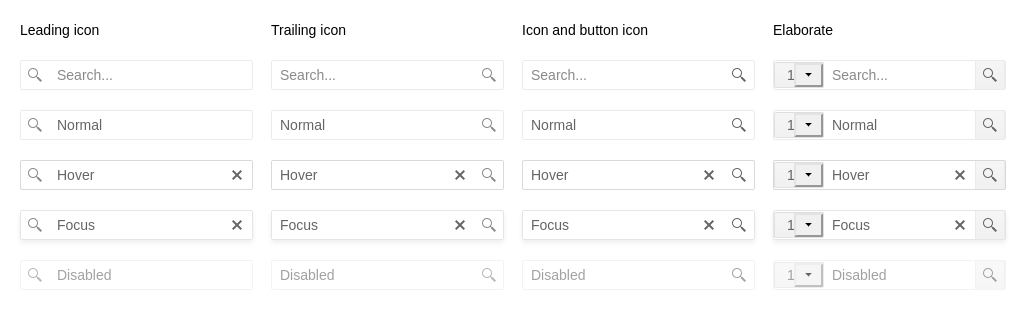 Leading icon Trailing icon Icon and button icon Elaborate
Search... Search... Search... 1 Search...
Normal Normal Normal 1 Normal
Hover Hover Hover 1 Hover
Focus Focus Focus 1 Focus
Disabled Disabled Disabled 1 Disabled